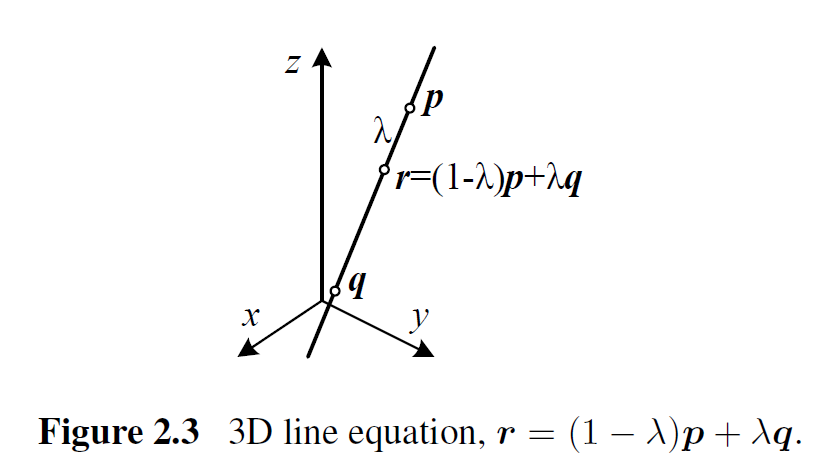 z
p
λ
r=(1-λ)p+λq
q
x
y
Figure 2.3 3D line equation, r = (1 − λ)p + λq.